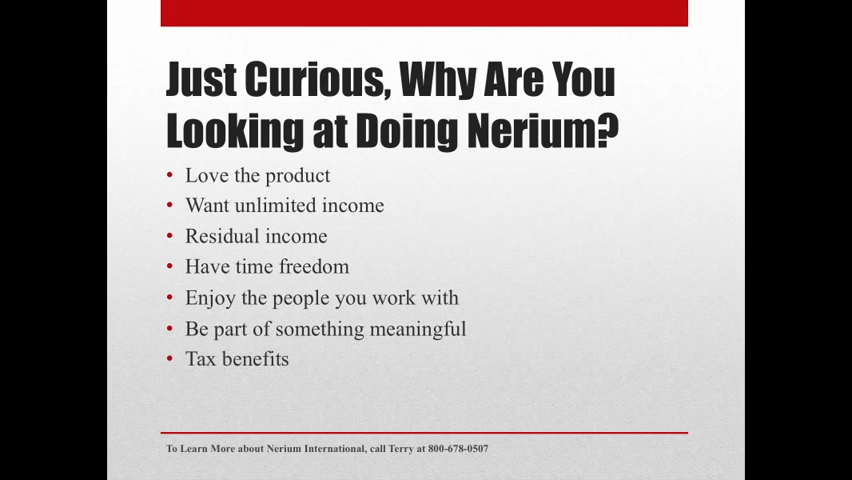 Just Curious, Why Are You
Looking at Doing Nerium?
• Love the product
• Want unlimited income
• Residual income
• Have time freedom
• Enjoy the people you work with
• Be part of something meaningful
• Tax benefits
To Learn More about Nerium International, call Terry at 800-678-0507